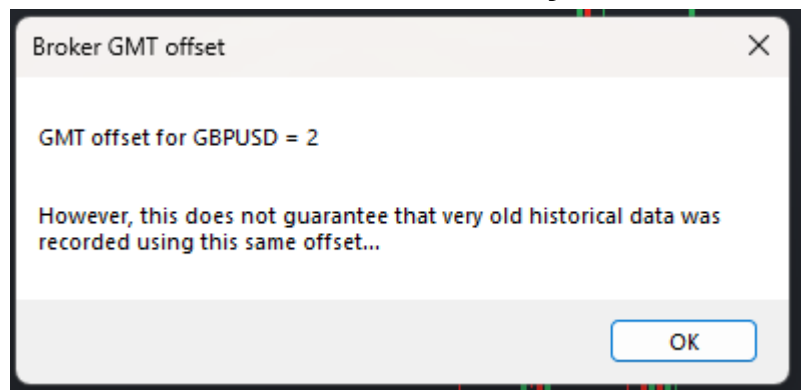 Broker GMT offset
GMT offset for GBPUSD = 2
However, this does not guarantee that very old historical data was
recorded using this same offset...
OK